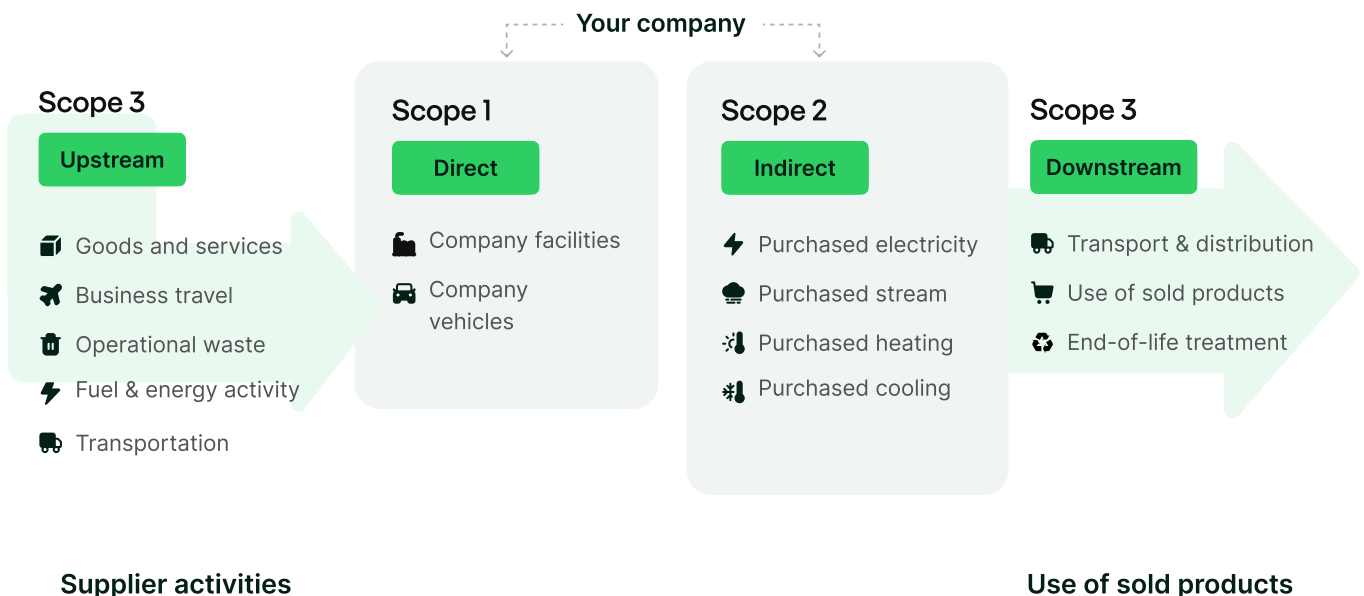 Your company
Scope 3
Upstream
Goods and services
Business travel
Operational waste
Fuel & energy activity
Transportation
Supplier activities
Scope 1
Direct
Company facilities
Company
vehicles
Scope 2
Indirect
Purchased electricity
Purchased stream
Purchased heating
Purchased cooling
Scope 3
Downstream
Transport & distribution
Use of sold products
End-of-life treatment
Use of sold products